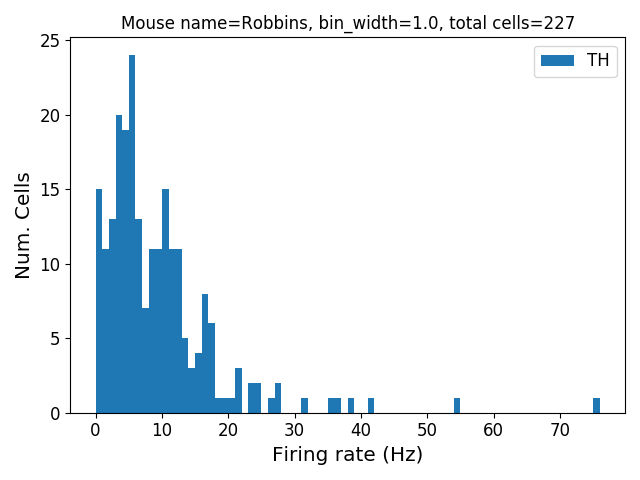 Mouse name=Robbins, bin_width=1.0, total cells=227
TH
25
20
15
10
5
0
Num. Cells
0 10 20 30 40 50 60 70
Firing rate (Hz)